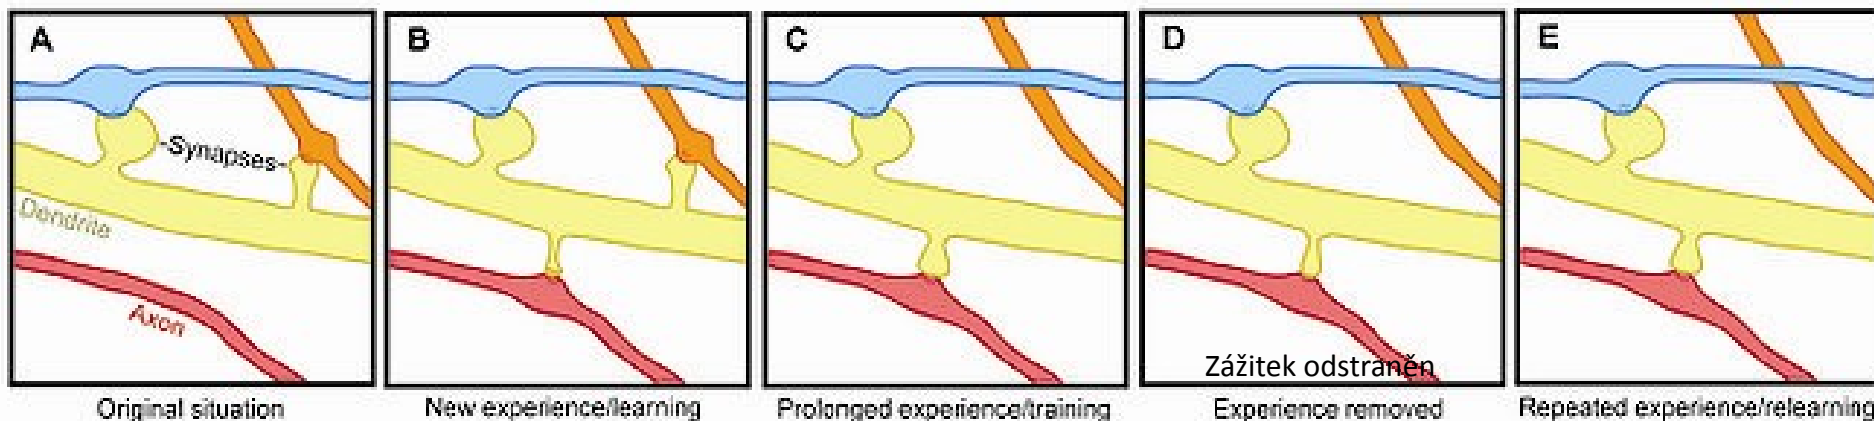 A
B
C
D
E
-Synapses-
Dendrite
Axon
Zážitek odstraněn
Original situation
New experience/learning
Prolonged experience/training
Experience removed
Repeated experience/relearning